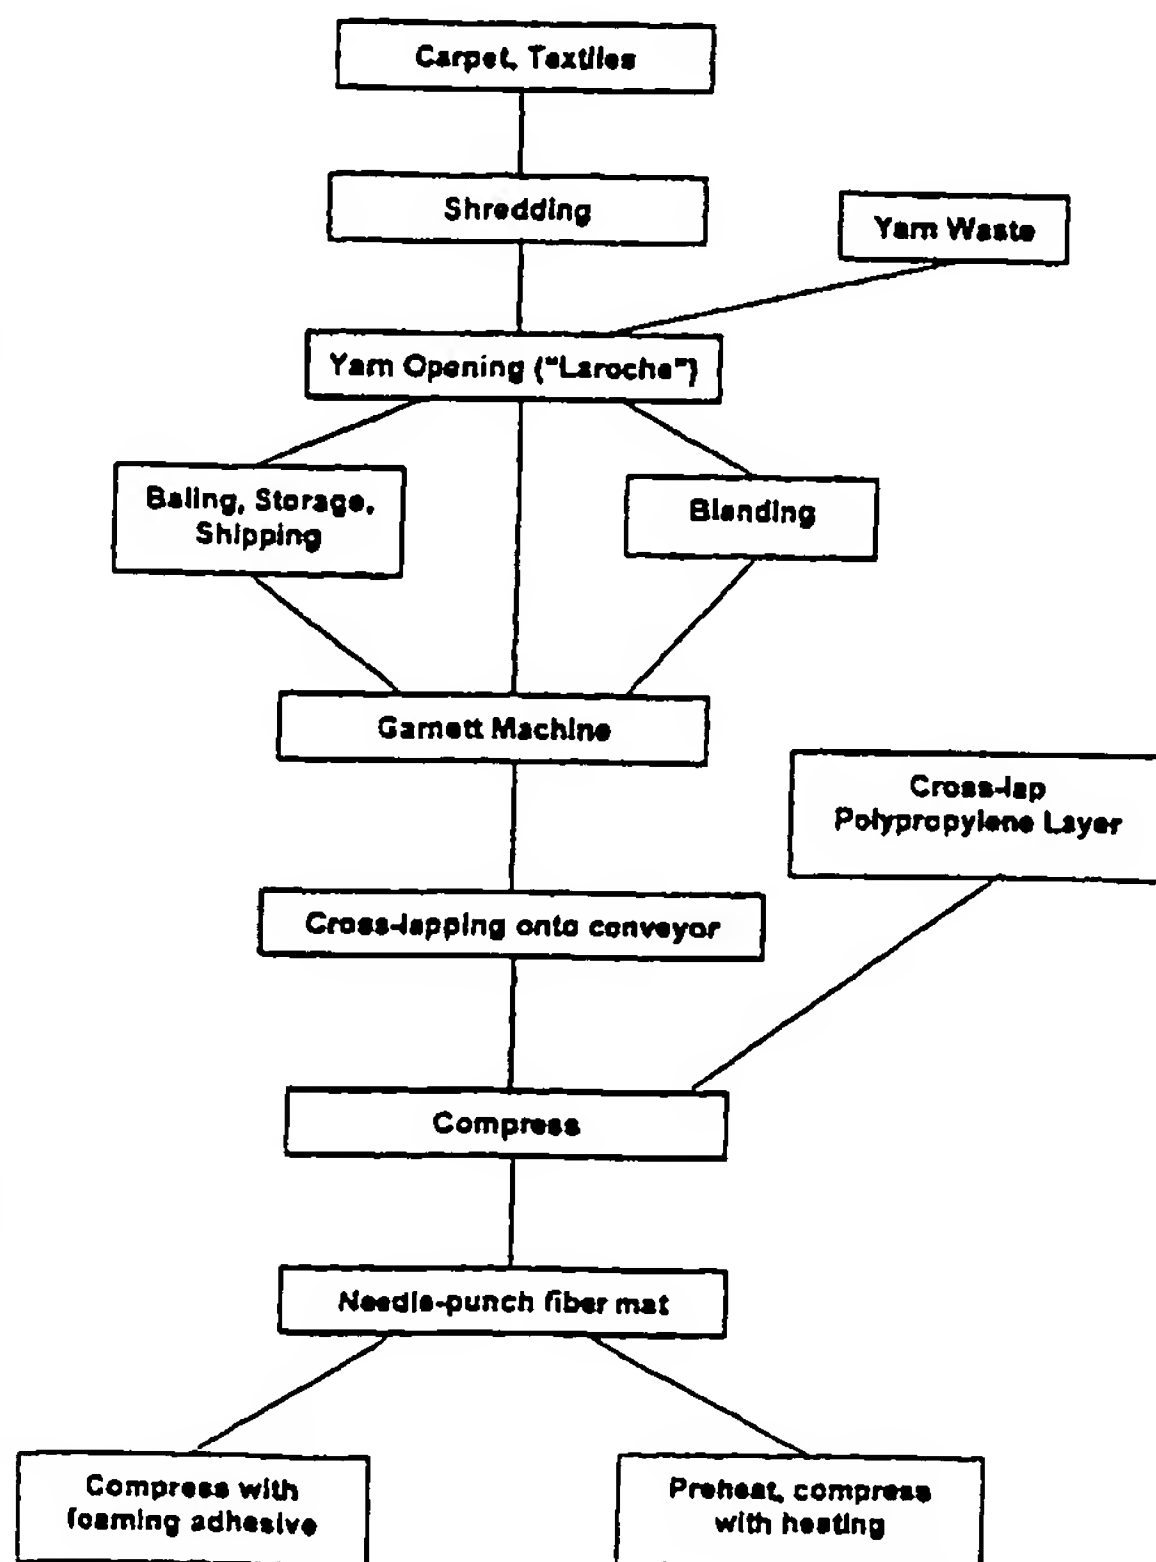 Carpet, Textiles
Shredding
Yarn Waste
Yarn Opening ("Laroche")
Baling, Storage,
Shipping
Blending
Garnett Machine
Cross-lap
Polypropylene Layer
Cross-lapping onto conveyor
Compress
Needle-punch fiber mat
Compress with
foaming adhesive
Preheat, compress
with heating